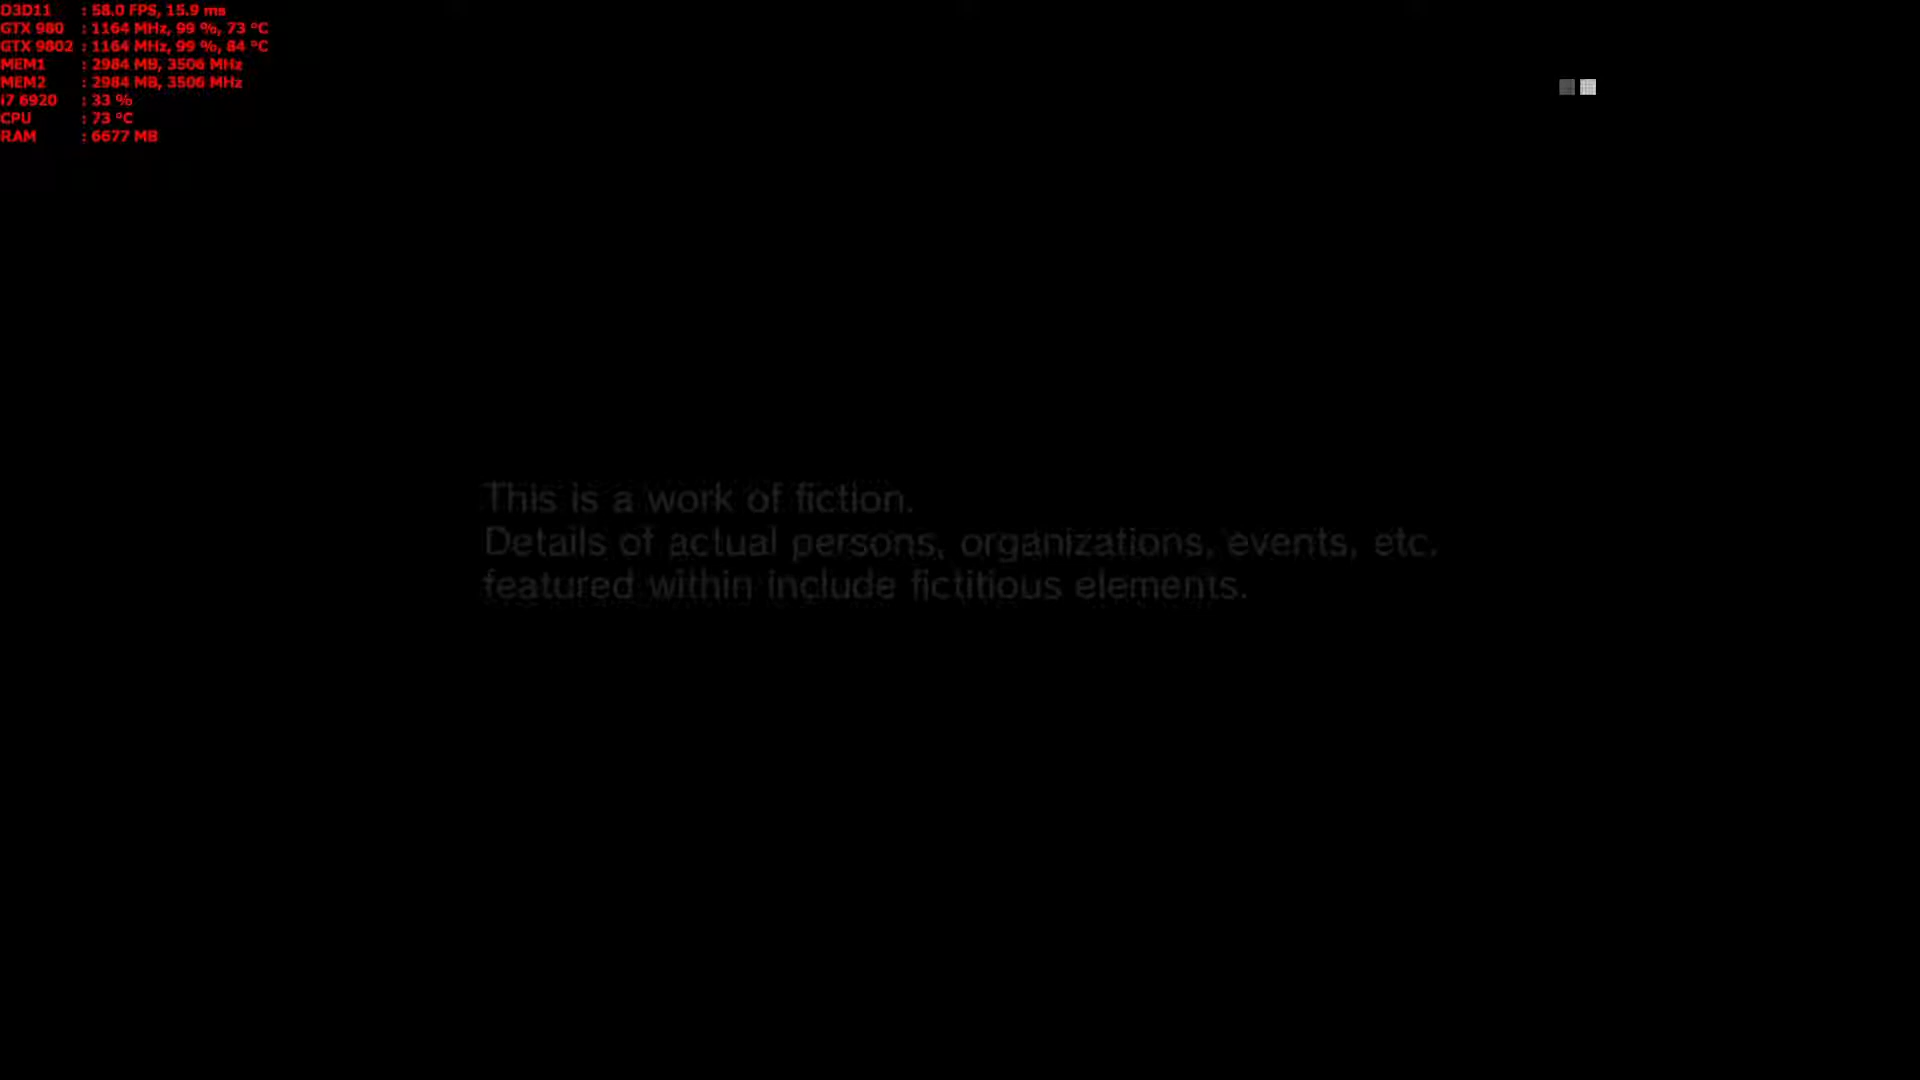 D3D11 : 58.0 FPS, 15.9 ms
GTX 980 : 1164 MHz, 99 %, 73 °C
GTX 9802 : 1164 MHz, 99 %, 84 °C
MEM1 : 2984 MB, 3506 MHz
MEM2 : 2984 MB, 3506 MHz
i7 6920 : 33 %
CPU : 73 °C
RAM : 6677 MB
This is a work of fiction.
Details of actual persons, organizations, events, etc.
featured within include fictitious elements.